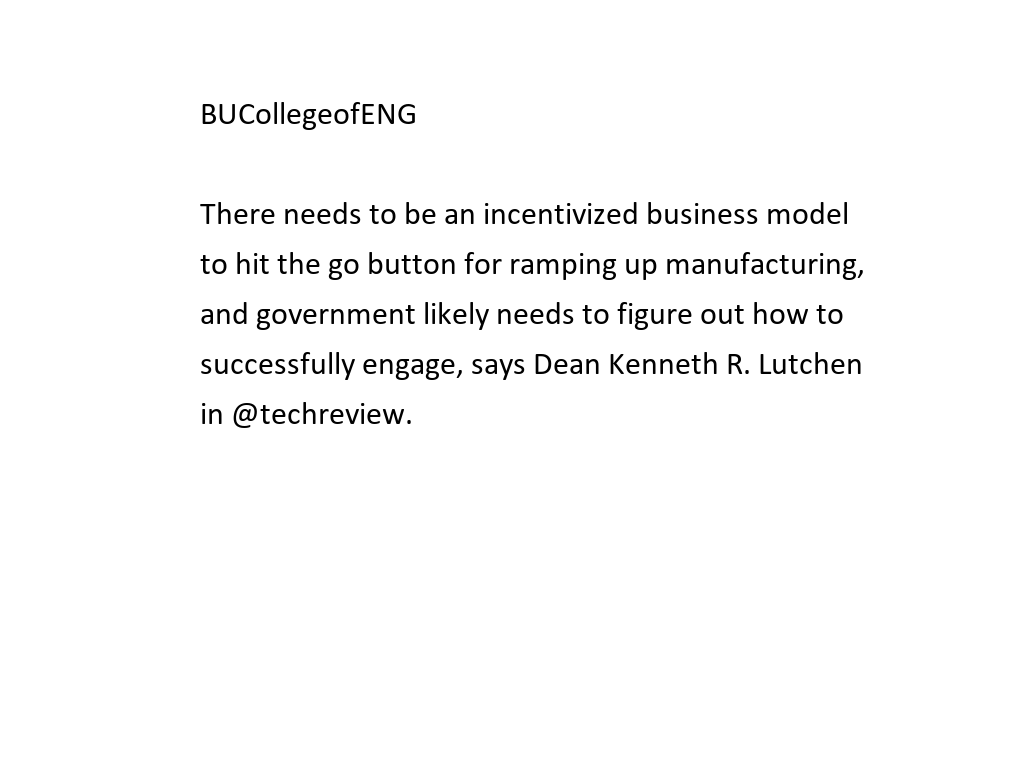 BUCollegeofENG
There needs to be an incentivized business model
to hit the go button for ramping up manufacturing,
and government likely needs to figure out how to
successfully engage, says Dean Kenneth R. Lutchen
in @techreview.